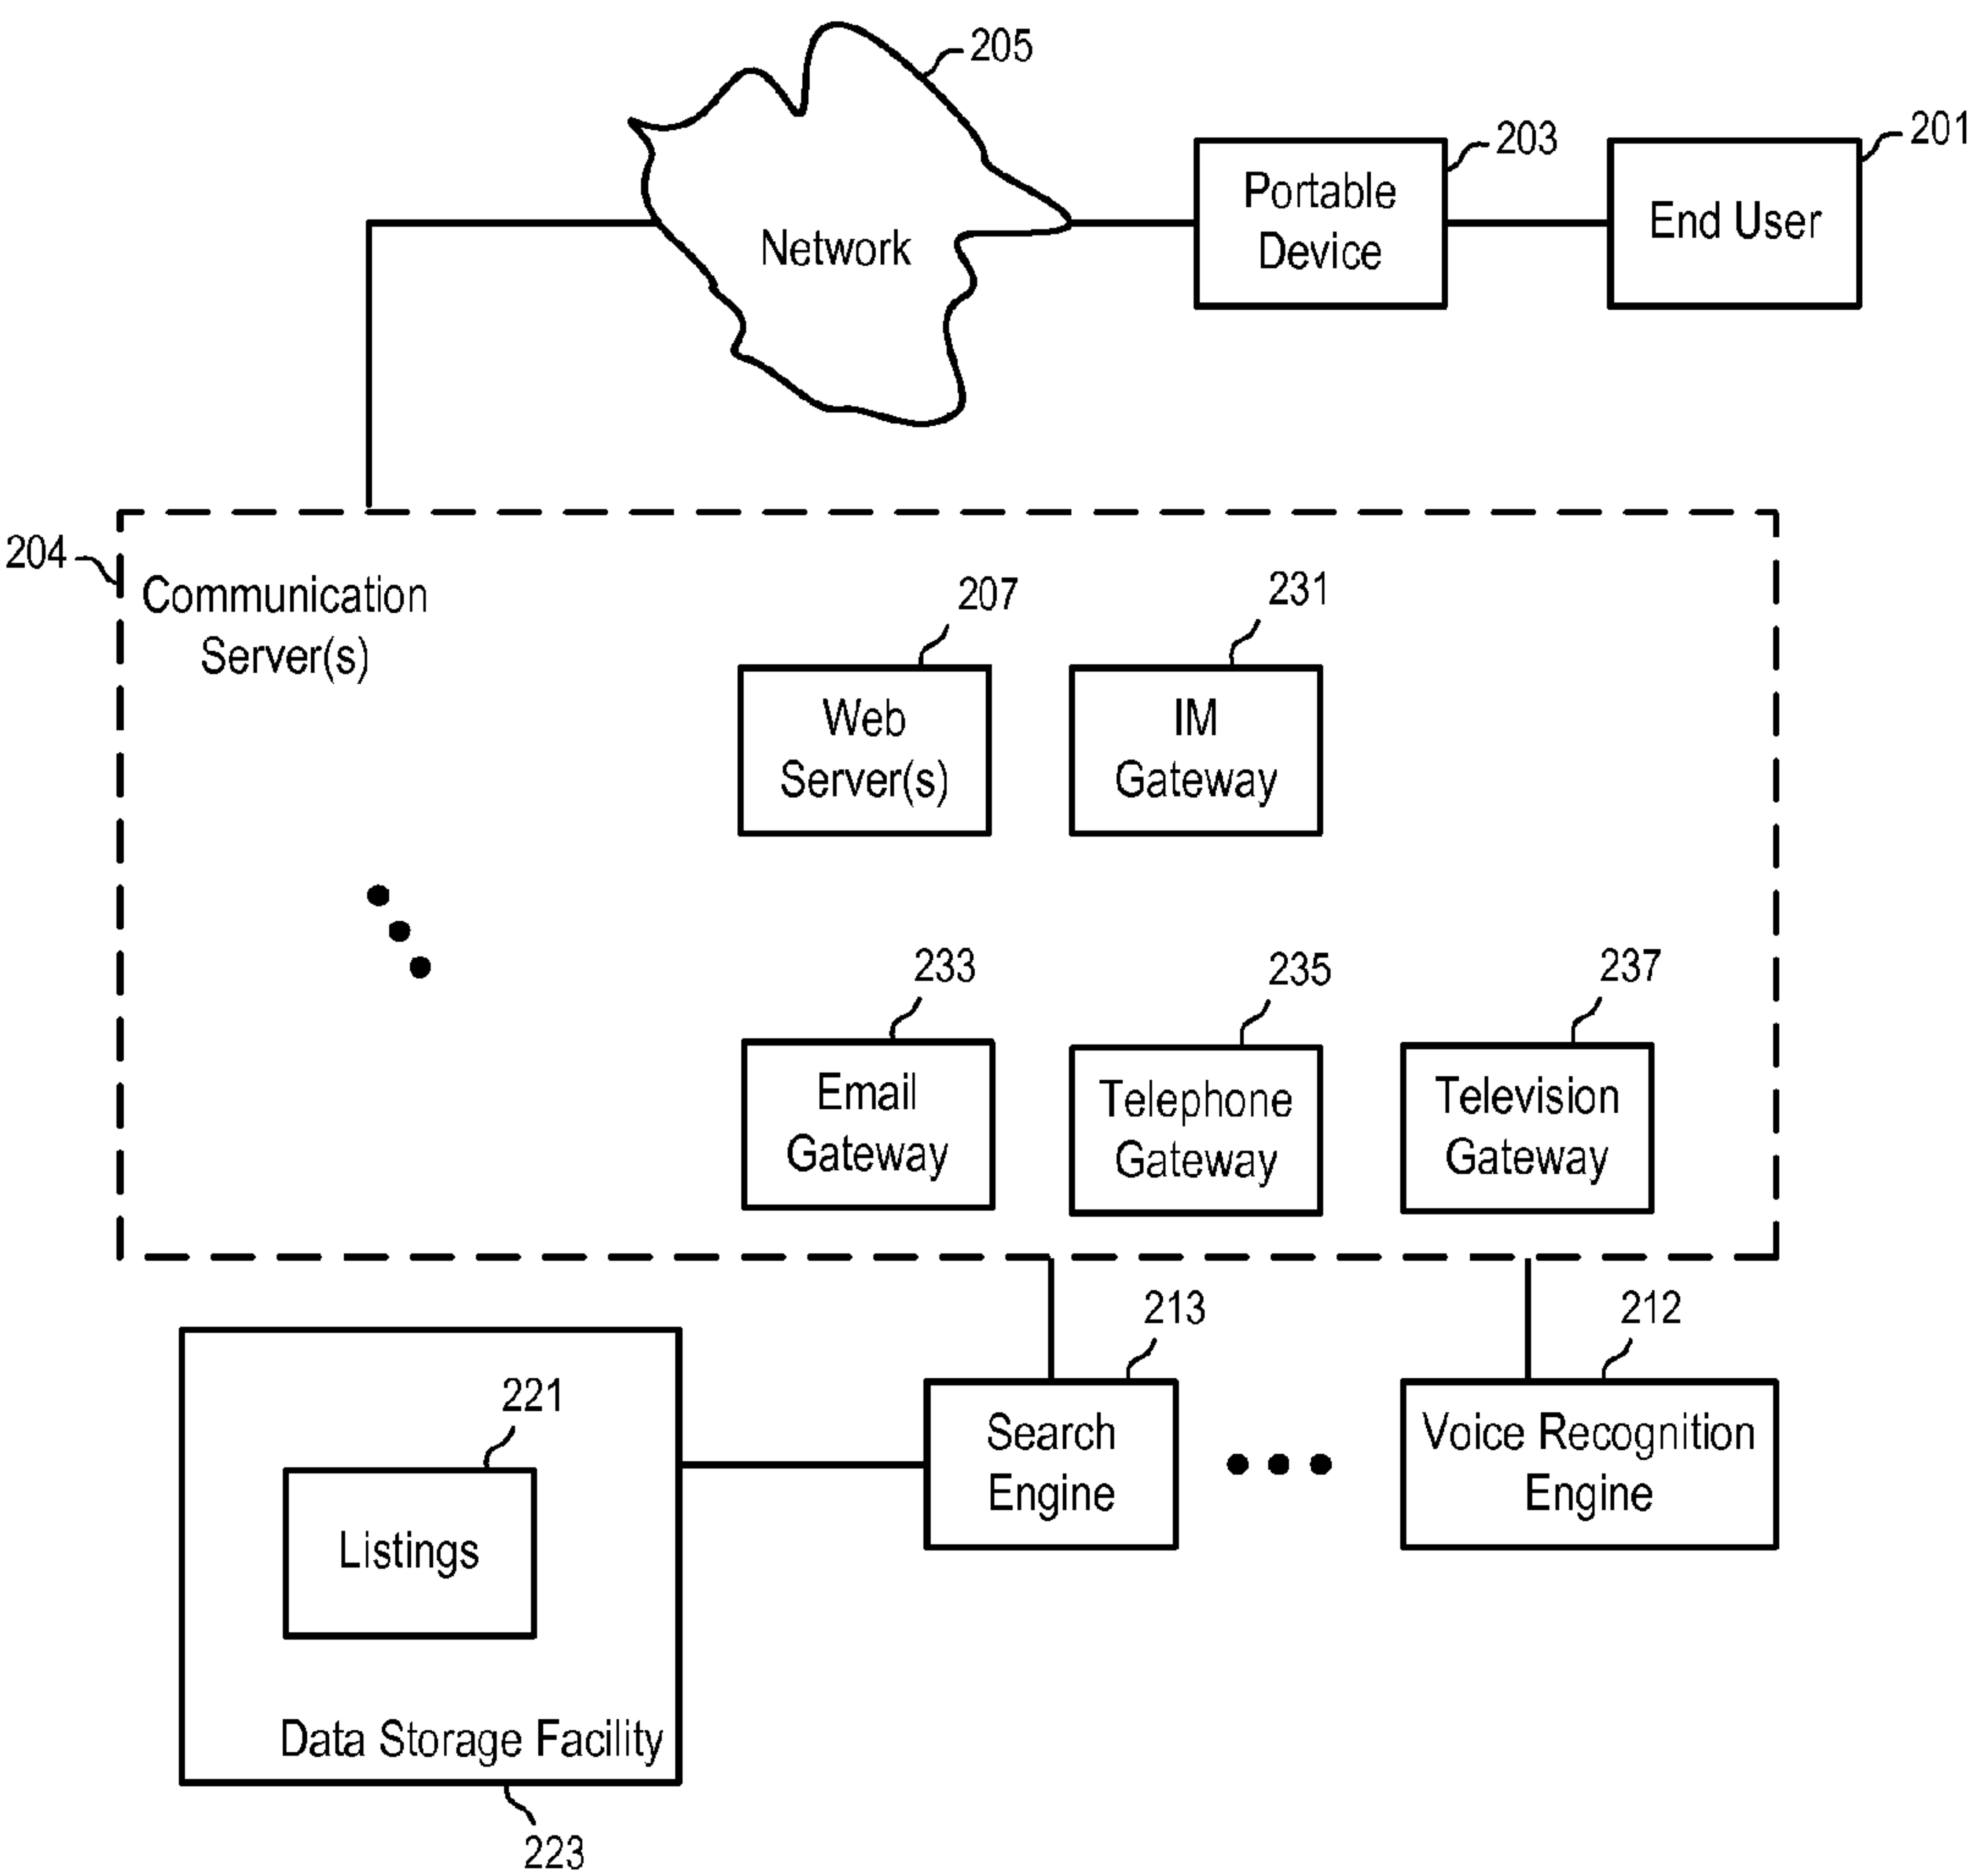 205
203
201
Portable
Device
End User
Network
204
Communication
Server(s)
207
231
Web
Server(s)
IM
Gateway
233
235
237
Email
Gateway
Telephone
Gateway
Television
Gateway
213
212
221
Search
Engine
Voice Recognition
Engine
Listings
Data Storage Facility
223